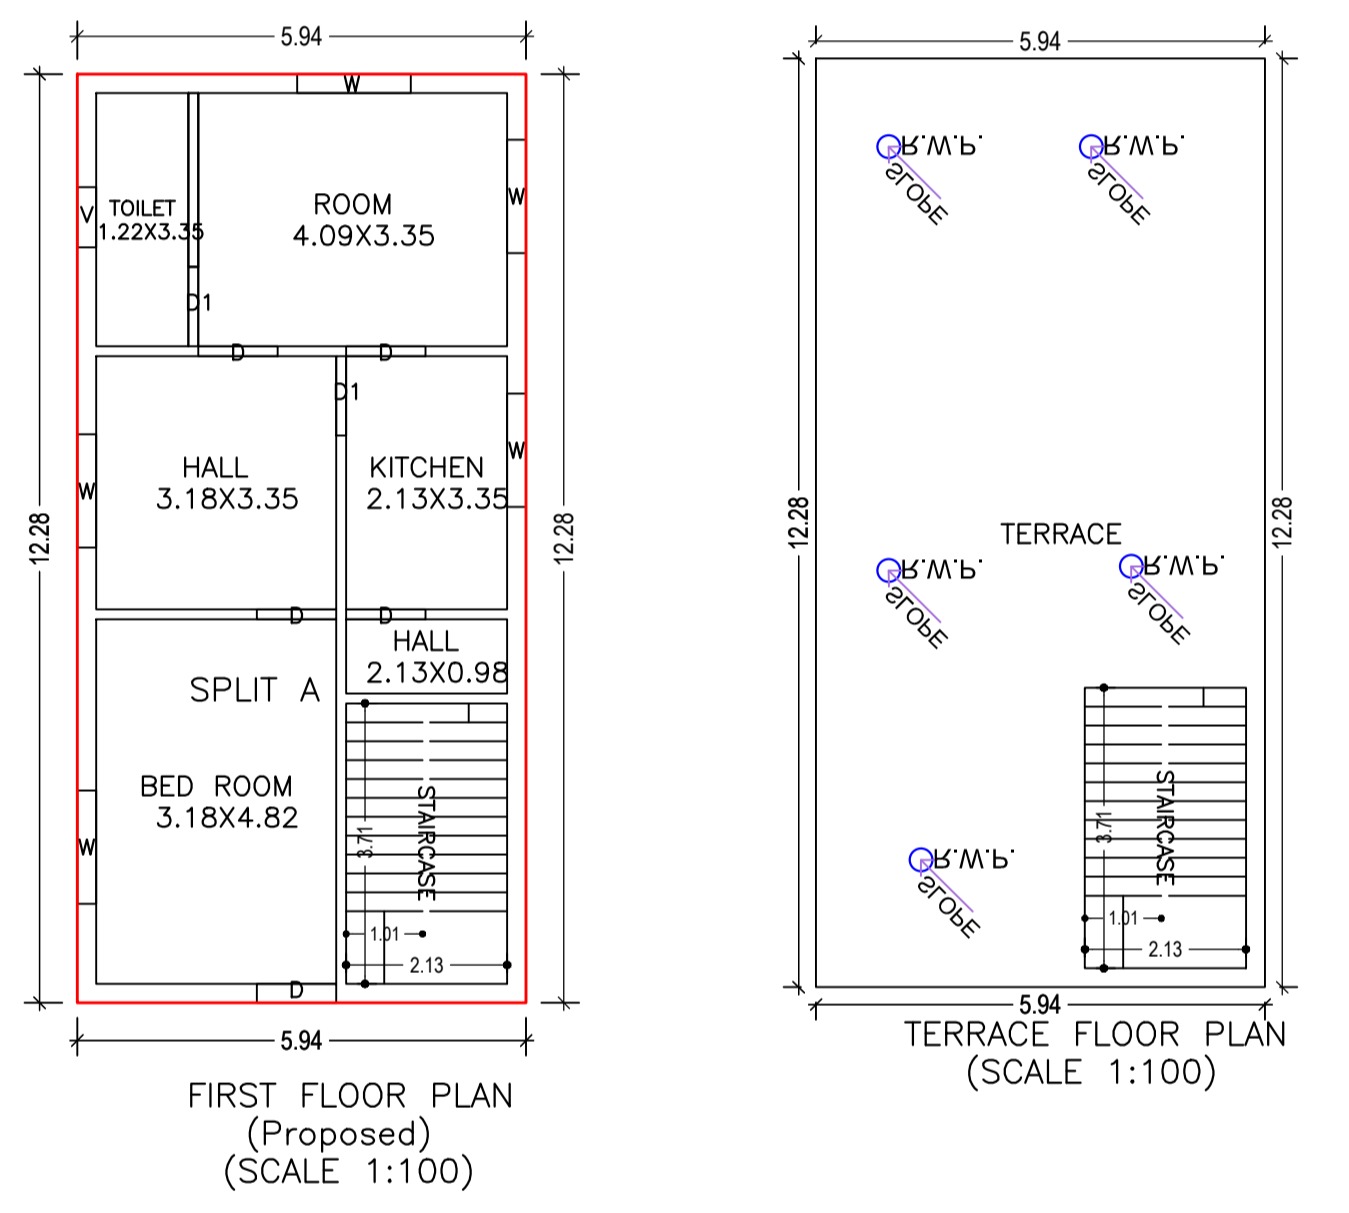 5.94
W
V
TOILET
1.22X3.35
ROOM
4.09X3.35
W
D1
D
D
D1
HALL
3.18X3.35
KITCHEN
2.13X3.35
W
W
12.28
12.28
D
D
HALL
2.13X0.98
SPLIT A
BED ROOM
3.18X4.82
W
STAIRCASE
3.71
1.01
2.13
D
5.94
FIRST FLOOR PLAN
(Proposed)
(SCALE 1:100)
5.94
R.W.P.
SLOPE
R.W.P.
SLOPE
12.28
12.28
TERRACE
R.W.P.
SLOPE
R.W.P.
SLOPE
R.W.P.
SLOPE
STAIRCASE
3.71
1.01
2.13
5.94
TERRACE FLOOR PLAN
(SCALE 1:100)